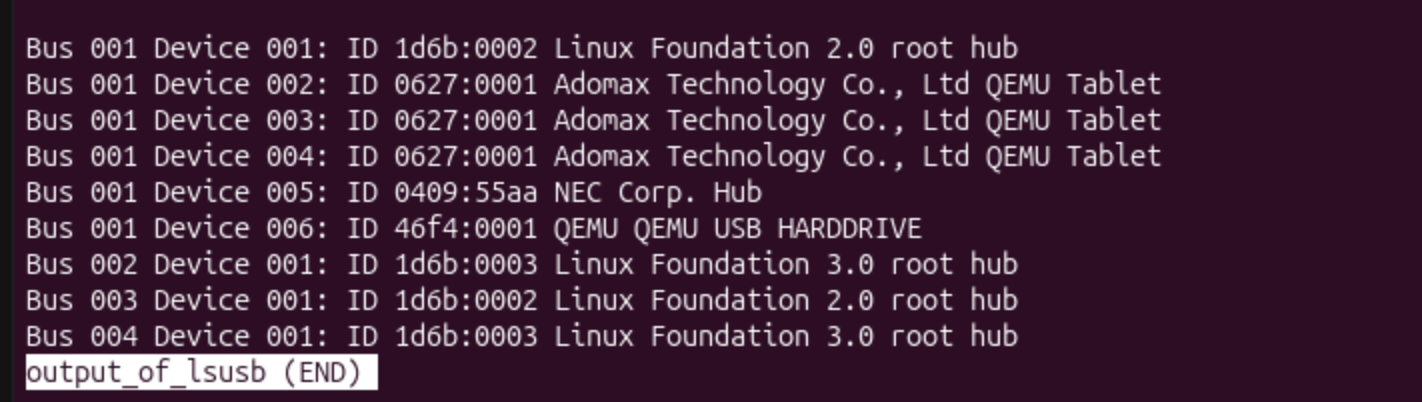 Bus 001 Device 001: ID 1d6b:0002 Linux Foundation 2.0 root hub
Bus 001 Device 002: ID 0627:0001 Adomax Technology Co., Ltd QEMU Tablet
Bus 001 Device 003: ID 0627:0001 Adomax Technology Co., Ltd QEMU Tablet
Bus 001 Device 004: ID 0627:0001 Adomax Technology Co., Ltd QEMU Tablet
Bus 001 Device 005: ID 0409:55aa NEC Corp. Hub
Bus 001 Device 006: ID 46f4:0001 QEMU QEMU USB HARDDRIVE
Bus 002 Device 001: ID 1d6b:0003 Linux Foundation 3.0 root hub
Bus 003 Device 001: ID 1d6b:0002 Linux Foundation 2.0 root hub
Bus 004 Device 001: ID 1d6b:0003 Linux Foundation 3.0 root hub
output_of_lsusb (END)